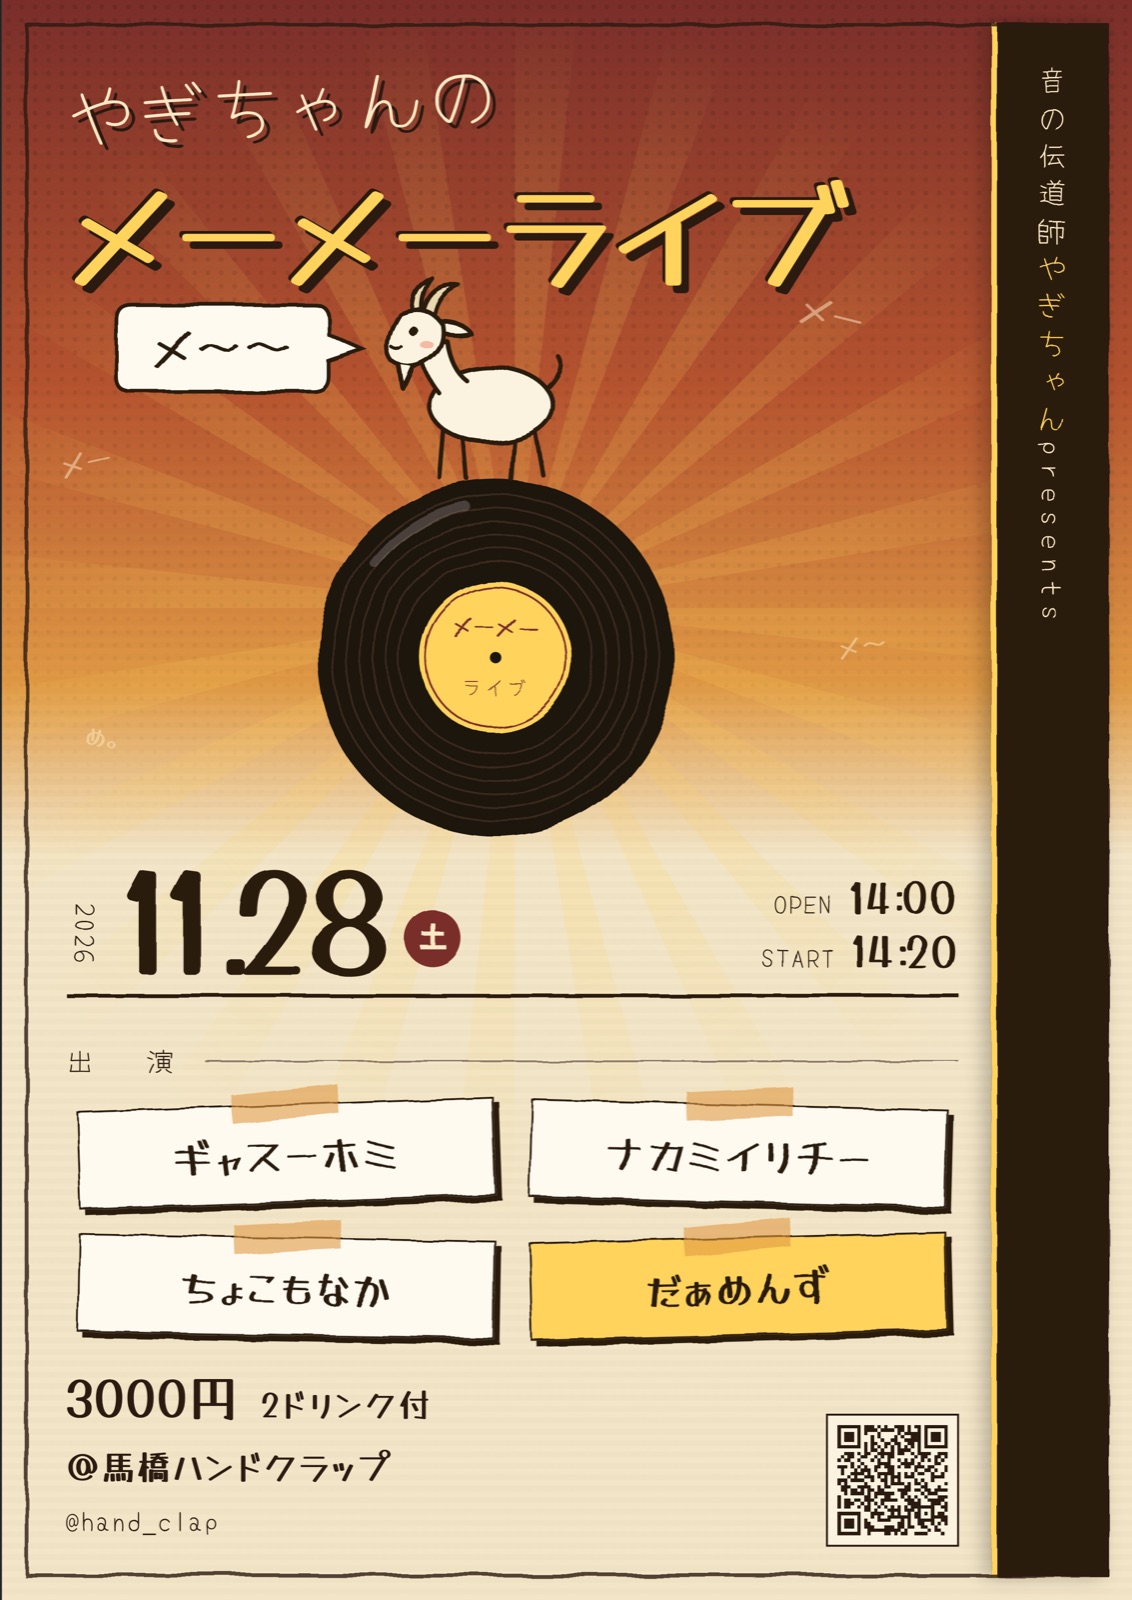 やぎちゃんの
メーメーライブ
音の伝道師やぎちゃんpresents
メ〜〜
メー
メー
メーメー
ライブ
メ〜
め。
2026
11.28
土
OPEN 14:00
START 14:20
出演
ギャスーホミ
ナカミイリチー
ちょこもなか
だぁめんず
3000円 2ドリンク付
@馬橋ハンドクラップ
@hand_clap